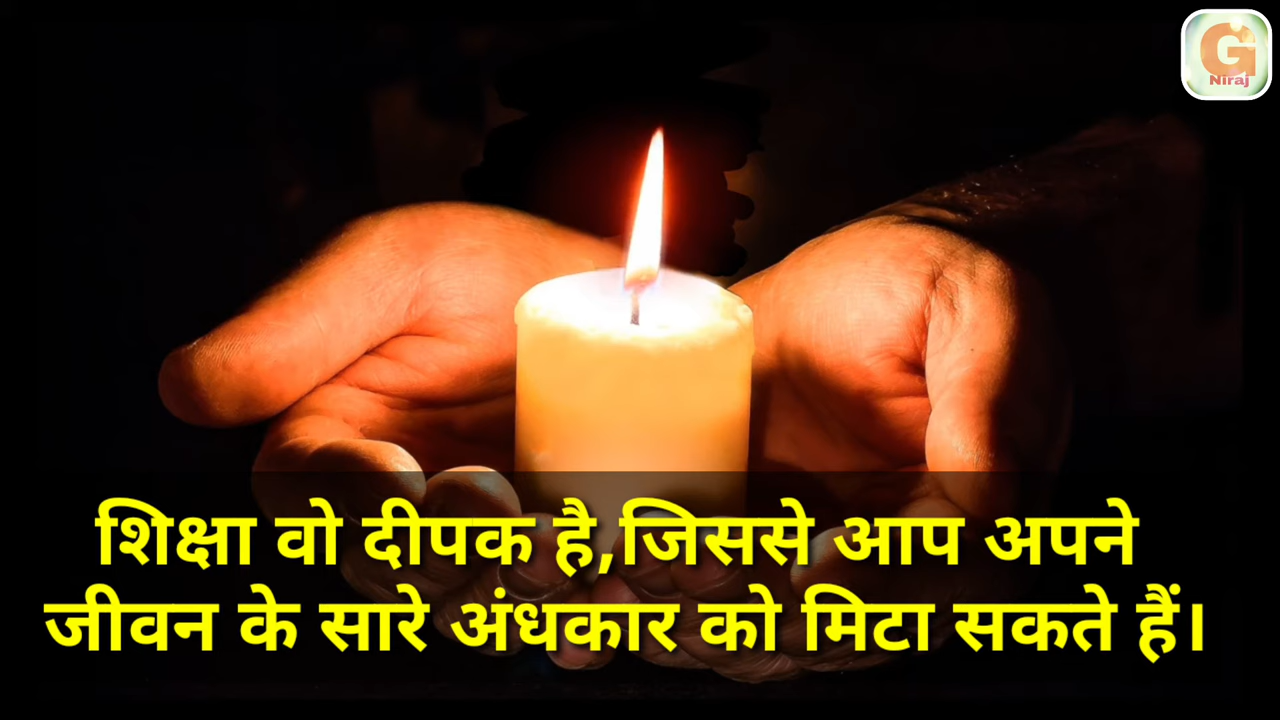 G
Niraj
शिक्षा वो दीपक है,जिससे आप अपने
जीवन के सारे अंधकार को मिटा सकते हैं।